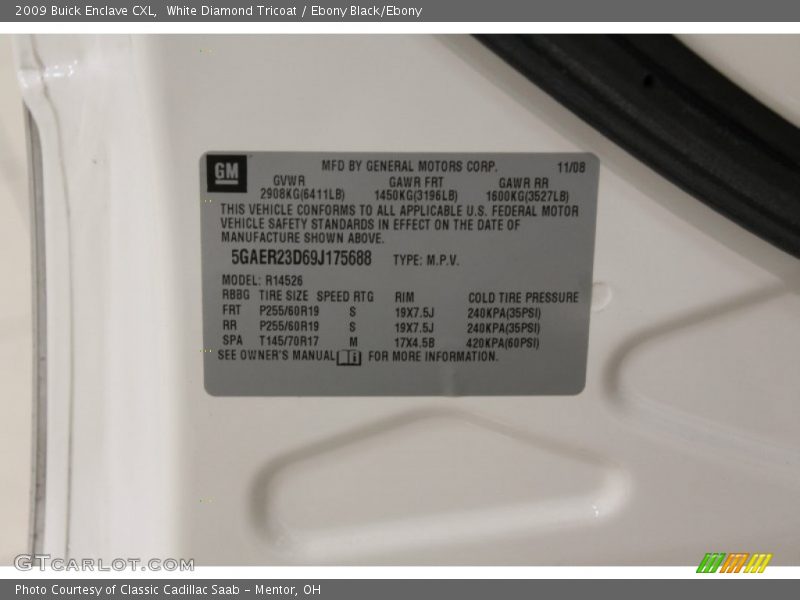 2009 Buick Enclave CXL,  White Diamond Tricoat / Ebony Black/Ebony
GM
MFD BY GENERAL MOTORS CORP. 11/08
GVWR GAWR FRT GAWR RR
2908KG(6411LB) 1450KG(3196LB) 1600KG(3527LB)
THIS VEHICLE CONFORMS TO ALL APPLICABLE U.S. FEDERAL MOTOR
VEHICLE SAFETY STANDARDS IN EFFECT ON THE DATE OF
MANUFACTURE SHOWN ABOVE.
5GAER23D69J175688 TYPE: M.P.V.
MODEL: R14526
RBBG TIRE SIZE SPEED RTG RIM COLD TIRE PRESSURE
FRT P255/60R19 S 19X7.5J 240KPA(35PSI)
RR P255/60R19 S 19X7.5J 240KPA(35PSI)
SPA T145/70R17 M 17X4.5B 420KPA(60PSI)
SEE OWNER'S MANUAL i FOR MORE INFORMATION.
GTCARLOT.COM
Photo Courtesy of Classic Cadillac Saab - Mentor, OH